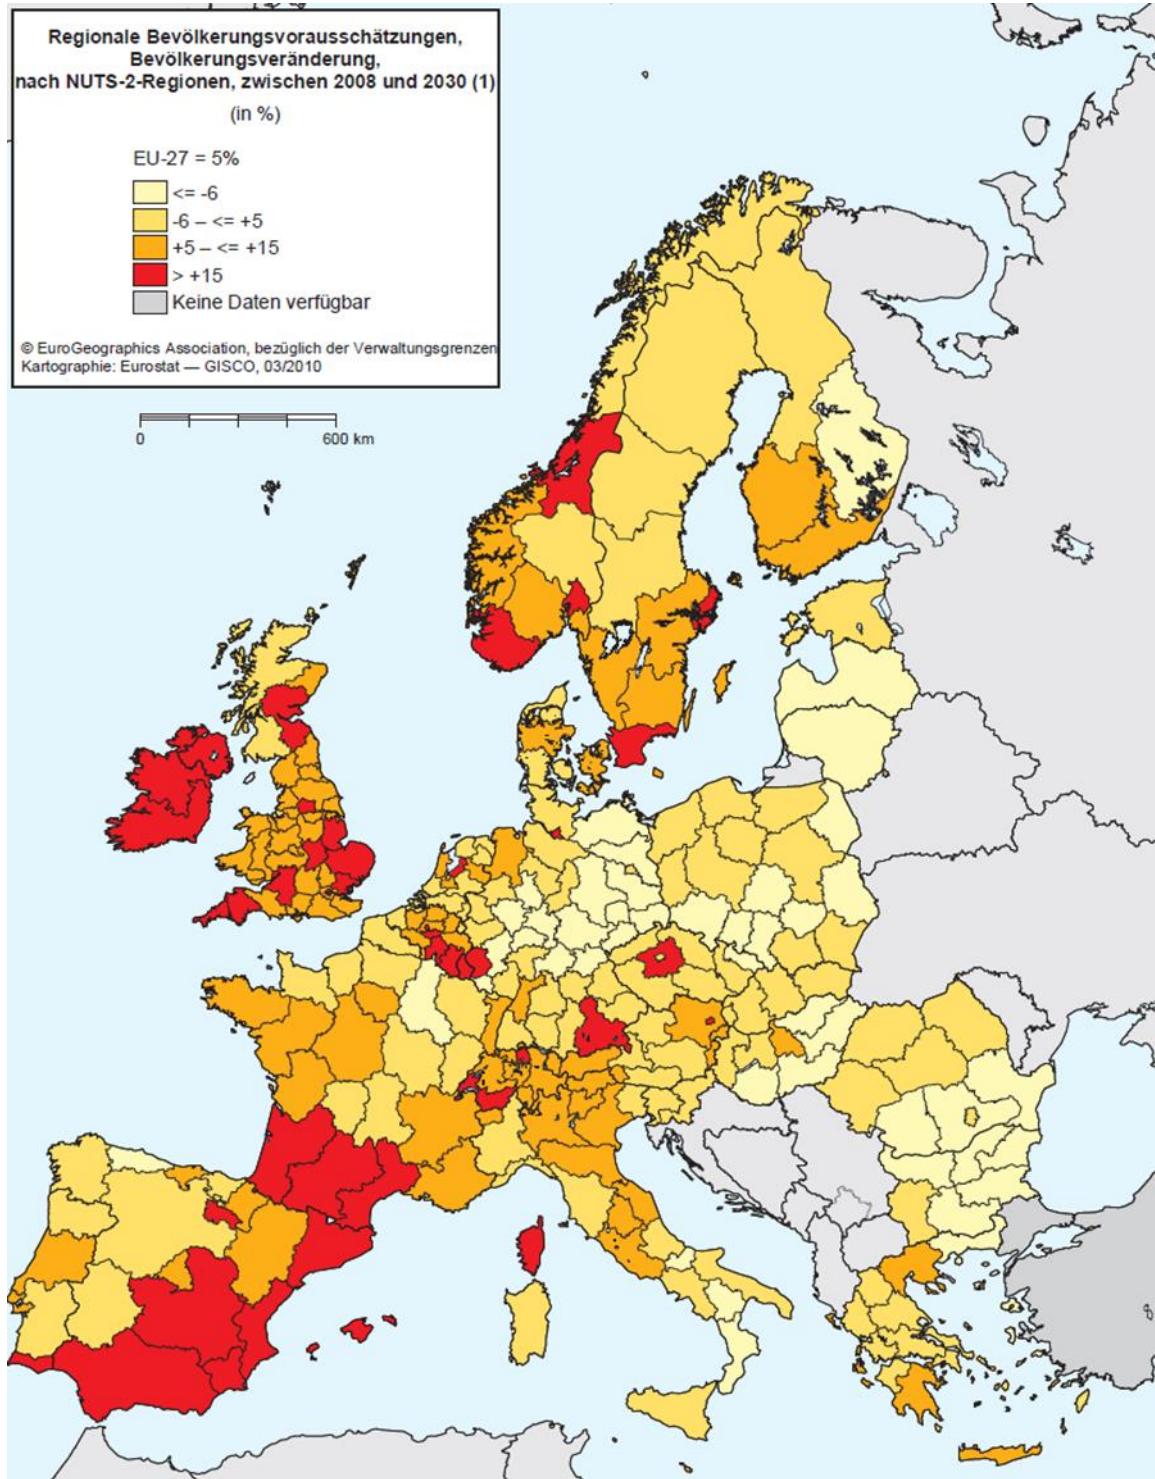 Regionale Bevölkerungsvorausschätzungen,
Bevölkerungsveränderung,
nach NUTS-2-Regionen, zwischen 2008 und 2030 (1)
(in %)
EU-27 = 5%
<= -6
-6 – <= +5
+5 – <= +15
> +15
Keine Daten verfügbar
© EuroGeographics Association, bezüglich der Verwaltungsgrenzen
Kartographie: Eurostat — GISCO, 03/2010
0 600 km